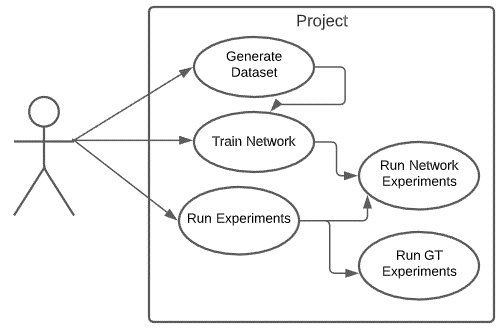 Project
Generate
Dataset
Train Network
Run Network
Experiments
Run Experiments
Run GT
Experiments